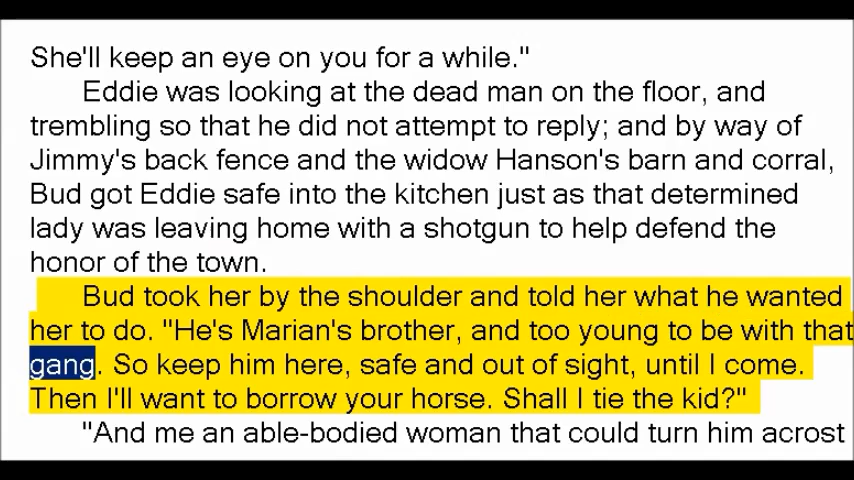 She'll keep an eye on you for a while."
Eddie was looking at the dead man on the floor, and
trembling so that he did not attempt to reply; and by way of
Jimmy's back fence and the widow Hanson's barn and corral,
Bud got Eddie safe into the kitchen just as that determined
lady was leaving home with a shotgun to help defend the
honor of the town.
Bud took her by the shoulder and told her what he wanted
her to do. "He's Marian's brother, and too young to be with that
gang. So keep him here, safe and out of sight, until I come.
Then I'll want to borrow your horse. Shall I tie the kid?"
"And me an able-bodied woman that could turn him acrost